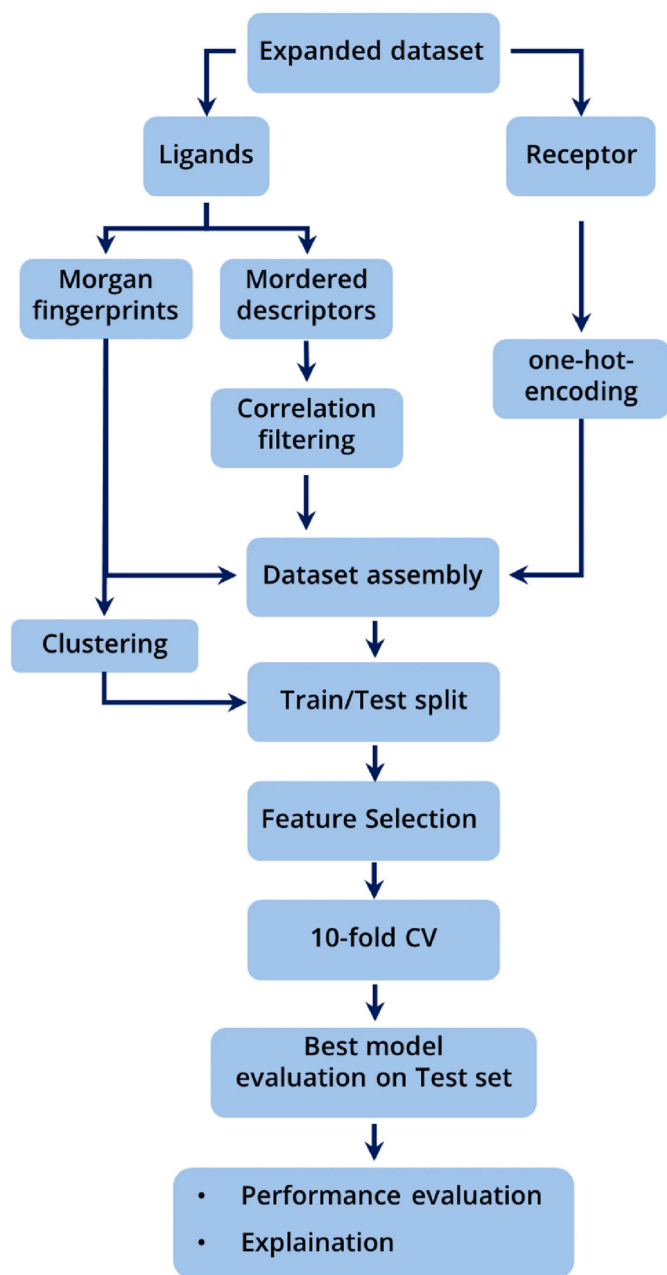 Expanded dataset
Ligands
Receptor
Morgan
fingerprints
Mordered
descriptors
one-hot-
encoding
Correlation
filtering
Dataset assembly
Clustering
Train/Test split
Feature Selection
10-fold CV
Best model
evaluation on Test set
• Performance evaluation
• Explaination